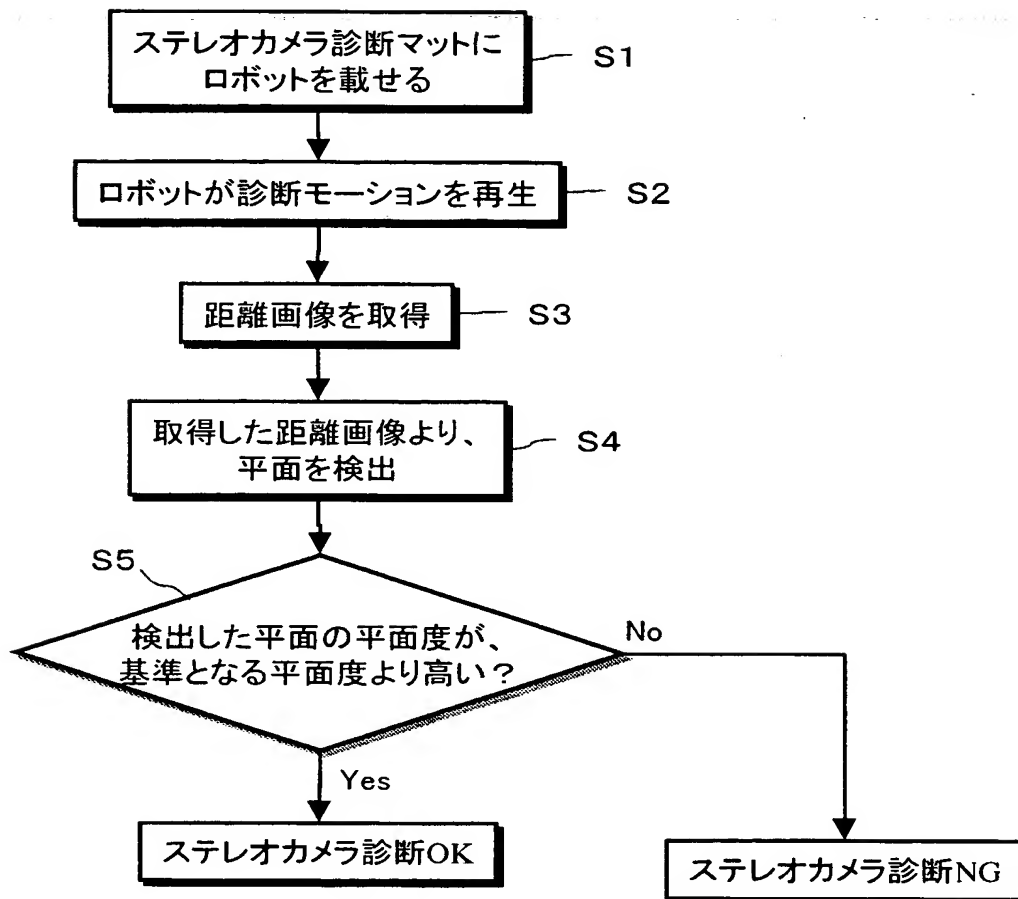 ステレオカメラ診断マットに
ロボットを載せる
S1
ロボットが診断モーションを再生
S2
距離画像を取得
S3
取得した距離画像より、
平面を検出
S4
S5
検出した平面の平面度が、
基準となる平面度より高い?
No
Yes
ステレオカメラ診断OK
ステレオカメラ診断NG